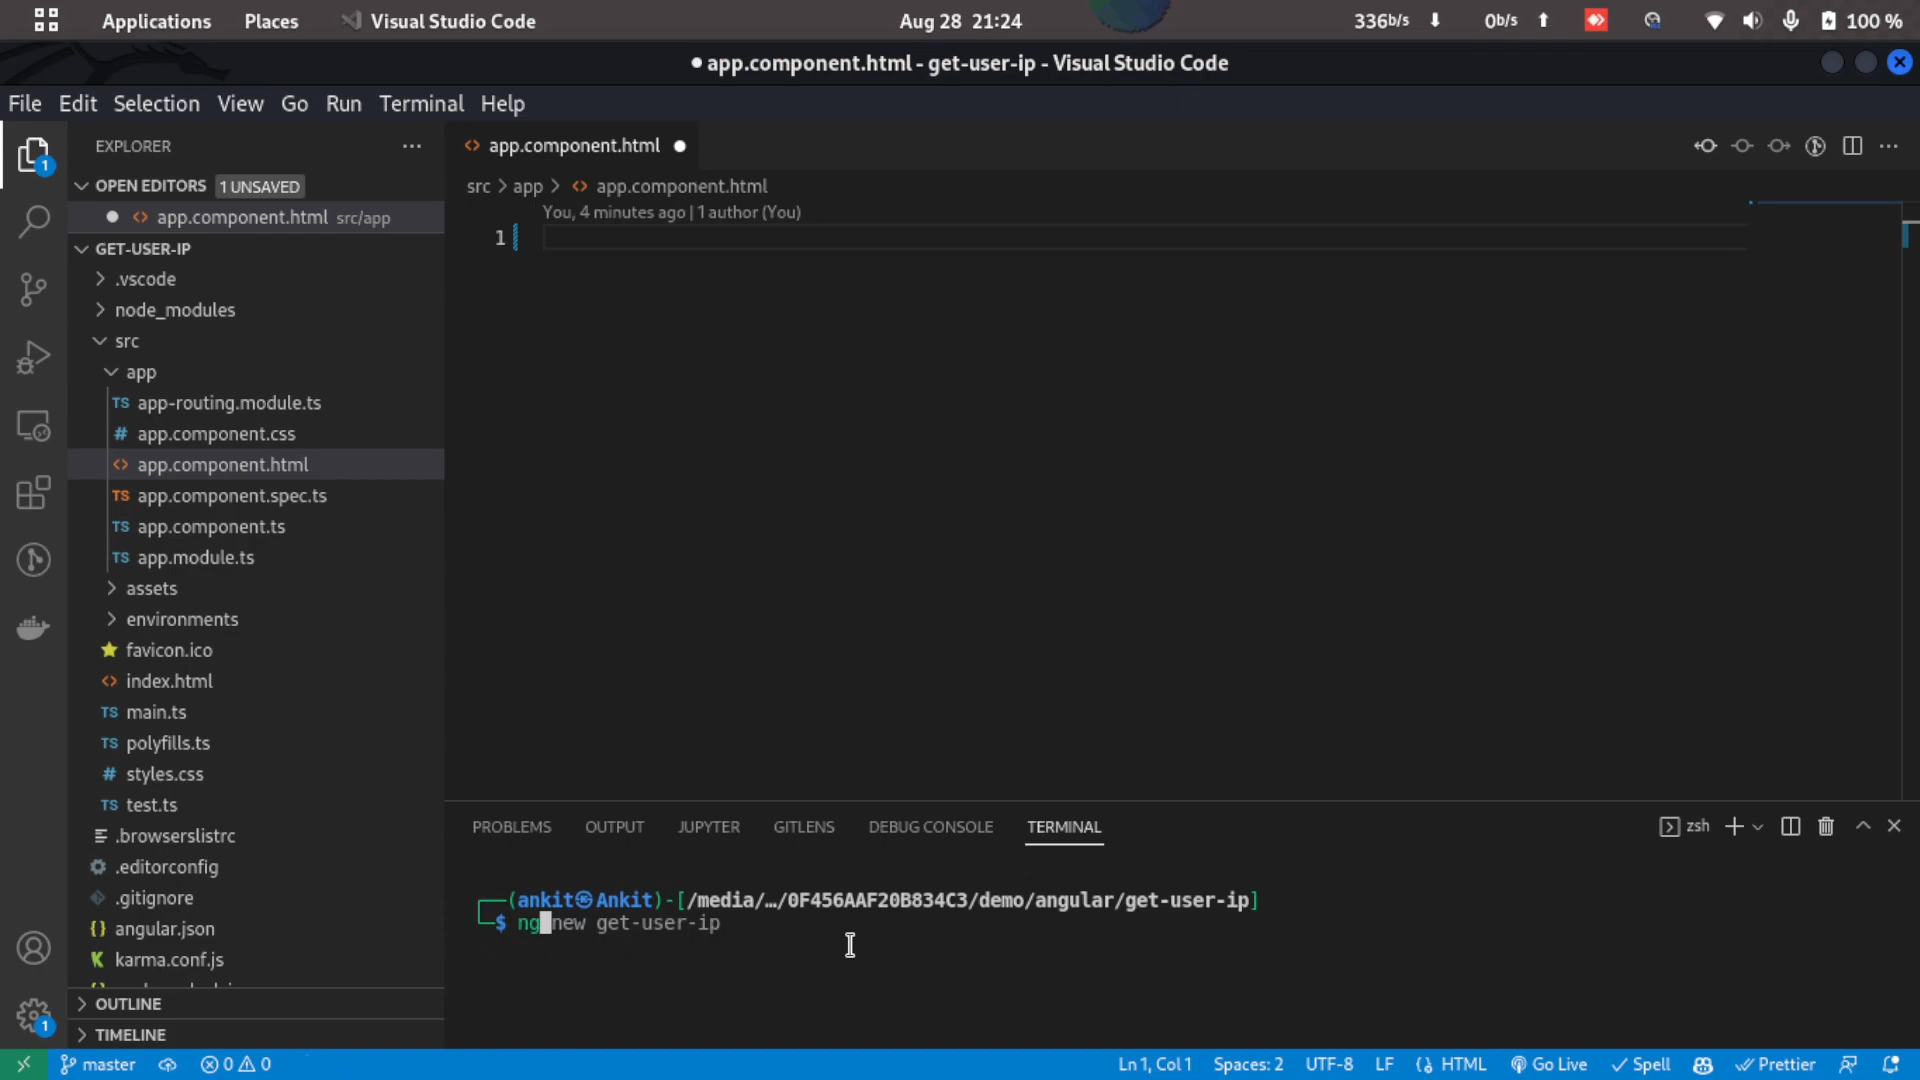 Applications Places Visual Studio Code Aug 28 21:24 336b/s 0b/s 100 %
app.component.html - get-user-ip - Visual Studio Code
File Edit Selection View Go Run Terminal Help
1
EXPLORER
OPEN EDITORS 1 UNSAVED
app.component.html src/app
GET-USER-IP
.vscode
node_modules
src
app
TS app-routing.module.ts
# app.component.css
<> app.component.html
TS app.component.spec.ts
TS app.component.ts
TS app.module.ts
assets
environments
favicon.ico
<> index.html
TS main.ts
TS polyfills.ts
# styles.css
TS test.ts
.browserslistrc
.editorconfig
.gitignore
{} angular.json
K karma.conf.js
OUTLINE
TIMELINE
1
<> app.component.html
src > app > <> app.component.html
You, 4 minutes ago | 1 author (You)
1
PROBLEMS OUTPUT JUPYTER GITLENS DEBUG CONSOLE TERMINAL zsh
(ankit㉿Ankit)-[/media/…/0F456AAF20B834C3/demo/angular/get-user-ip]
$ ng new get-user-ip
master 0 0 Ln 1, Col 1 Spaces: 2 UTF-8 LF HTML Go Live Spell Prettier